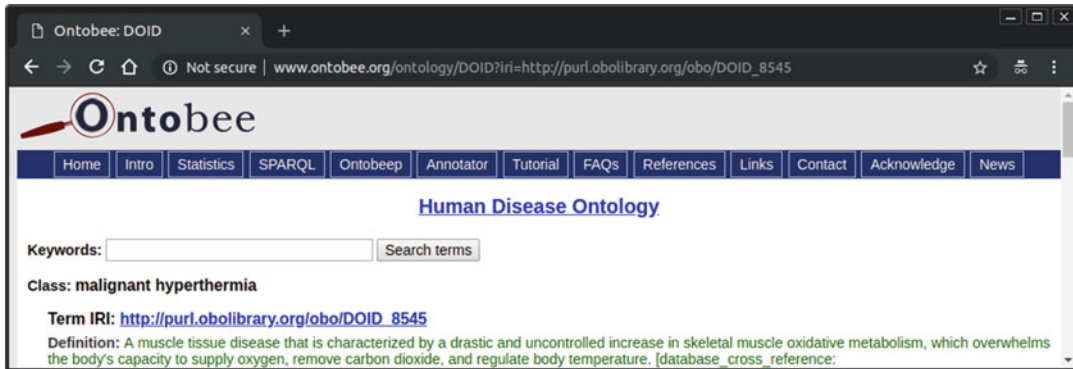 Ontobee: DOID
Not secure | www.ontobee.org/ontology/DOID?iri=http://purl.obolibrary.org/obo/DOID_8545
Ontobee
Home Intro Statistics SPARQL Ontobeep Annotator Tutorial FAQs References Links Contact Acknowledge News
Human Disease Ontology
Keywords: Search terms
Class: malignant hyperthermia
Term IRI: http://purl.obolibrary.org/obo/DOID_8545
Definition: A muscle tissue disease that is characterized by a drastic and uncontrolled increase in skeletal muscle oxidative metabolism, which overwhelms
the body's capacity to supply oxygen, remove carbon dioxide, and regulate body temperature. [database_cross_reference: